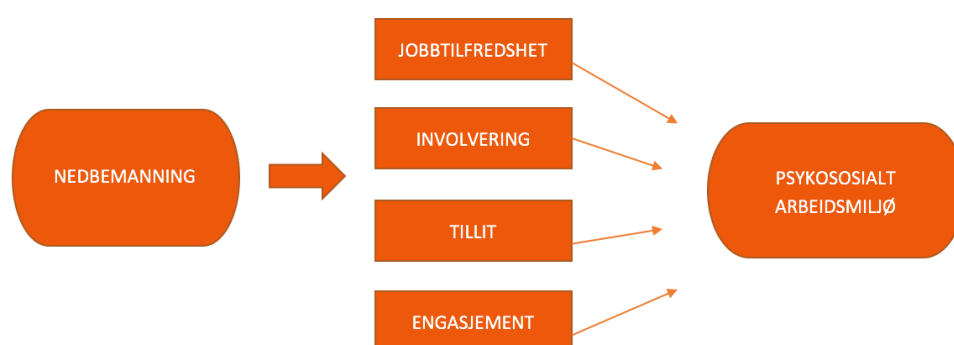 NEDBEMANNING
JOBBTILFREDSHET
INVOLVERING
TILLIT
ENGASJEMENT
PSYKOSOSIALT
ARBEIDSMILJØ